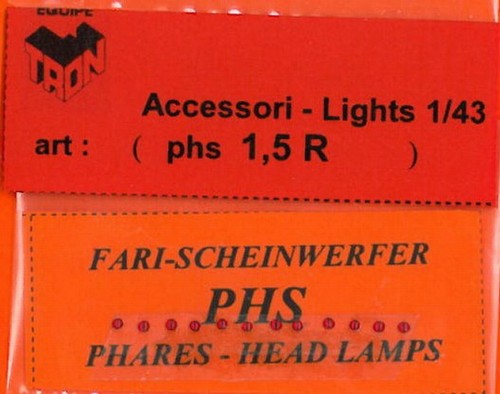 EQUIPE
TRON
Accessori - Lights 1/43
art : ( phs 1,5 R )
FARI-SCHEINWERFER
PHS
PHARES - HEAD LAMPS